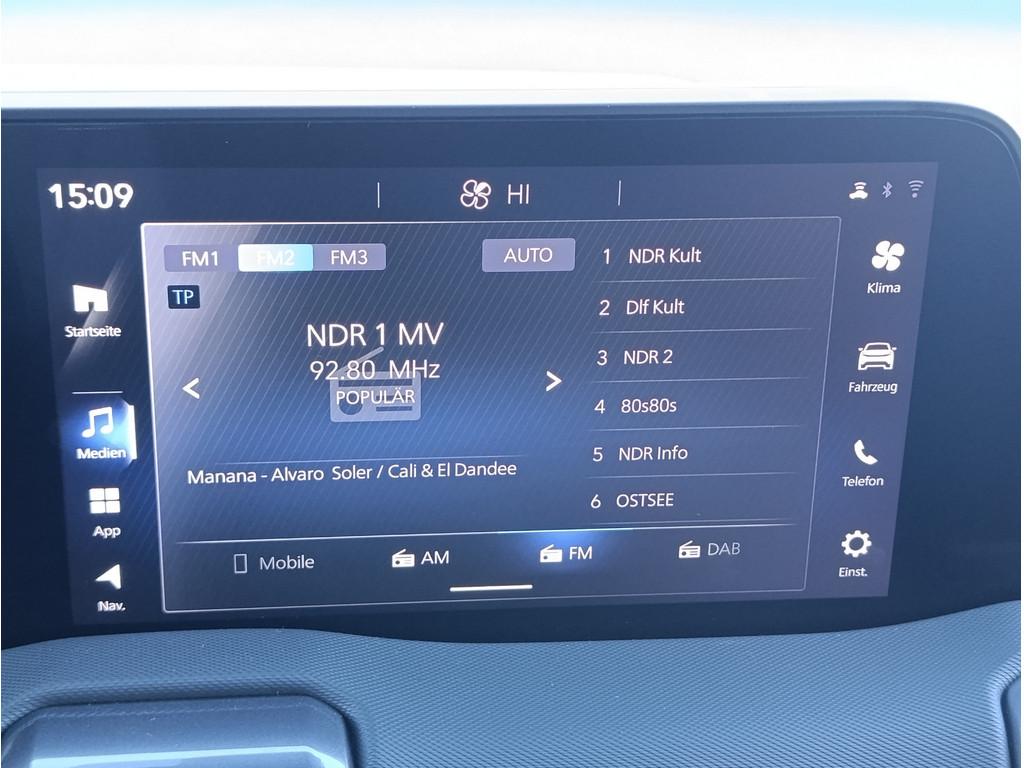 15:09
HI
FM1 FM2 FM3 AUTO
TP
NDR 1 MV
92.80 MHz
POPULÄR
< >
Manana - Alvaro Soler / Cali & El Dandee
1 NDR Kult
2 Dlf Kult
3 NDR 2
4 80s80s
5 NDR Info
6 OSTSEE
Mobile AM FM DAB
Startseite
Medien
App
Nav.
Klima
Fahrzeug
Telefon
Einst.